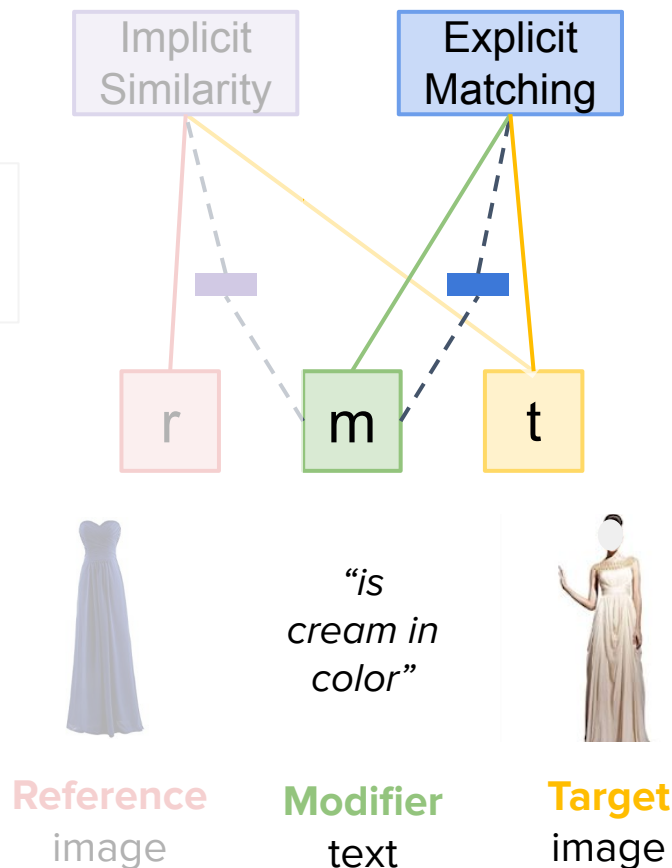 Implicit
Similarity
Explicit
Matching
r
m
t
“is
cream in
color”
Reference
image
Modifier
text
Target
image